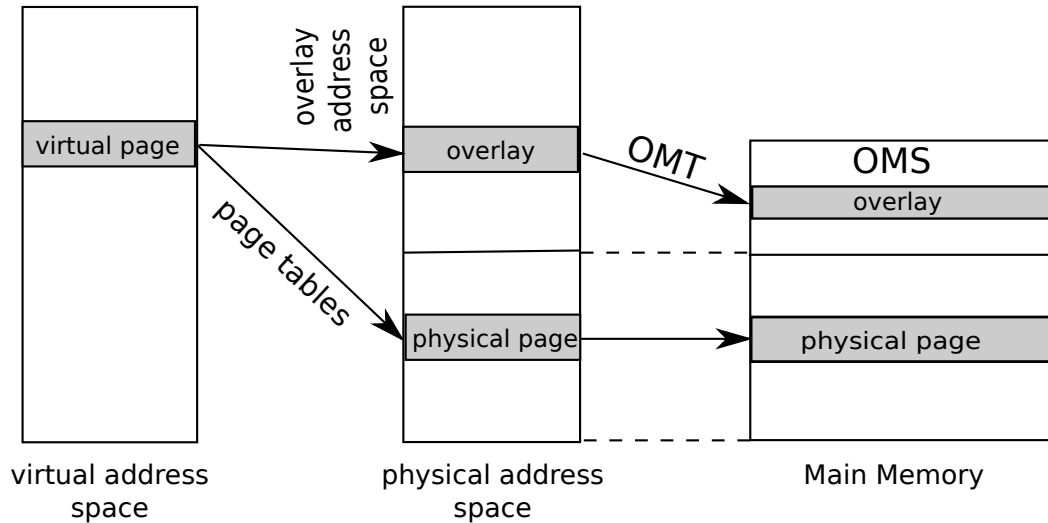 overlay
address
space
virtual page
overlay
OMT
OMS
overlay
page tables
physical page
physical page
virtual address
space
physical address
space
Main Memory